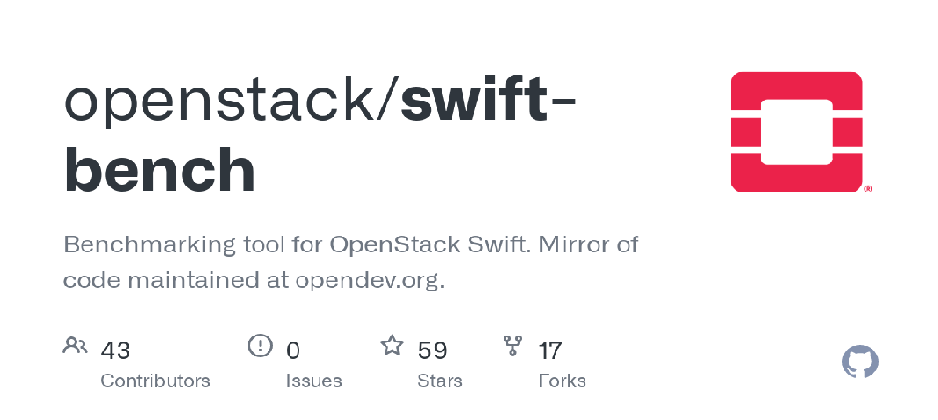 openstack/swift-
bench
Benchmarking tool for OpenStack Swift. Mirror of
code maintained at opendev.org.
43 0 59 17
Contributors Issues Stars Forks